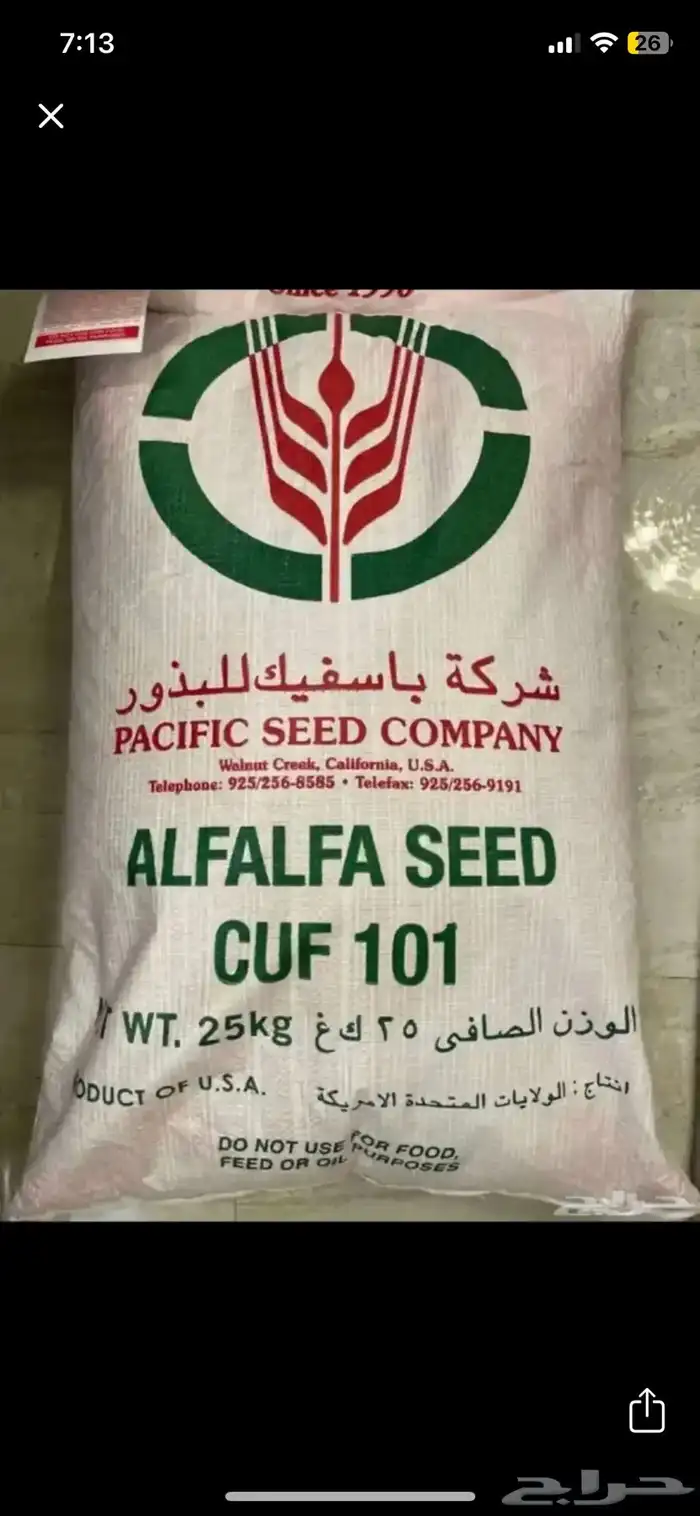 7:13
26
Since 1990
شركة باسفيك للبذور
PACIFIC SEED COMPANY
Walnut Creek, California, U.S.A.
Telephone: 925/256-8585 • Telefax: 925/256-9191
ALFALFA SEED
CUF 101
WT. 25kg الوزن الصافى ٢٥ ك غ
PRODUCT OF U.S.A. انتاج : الولايات المتحدة الامريكة
DO NOT USE FOR FOOD,
FEED OR OIL PURPOSES
حراج
حراج